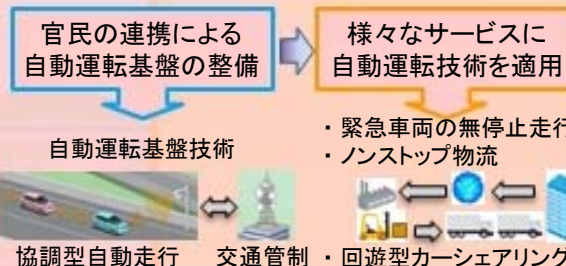 官民の連携による
自動運転基盤の整備
様々なサービスに
自動運転技術を適用
自動運転基盤技術
協調型自動走行
交通管制
・緊急車両の無停止走行
・ノンストップ物流
・回遊型カーシェアリング